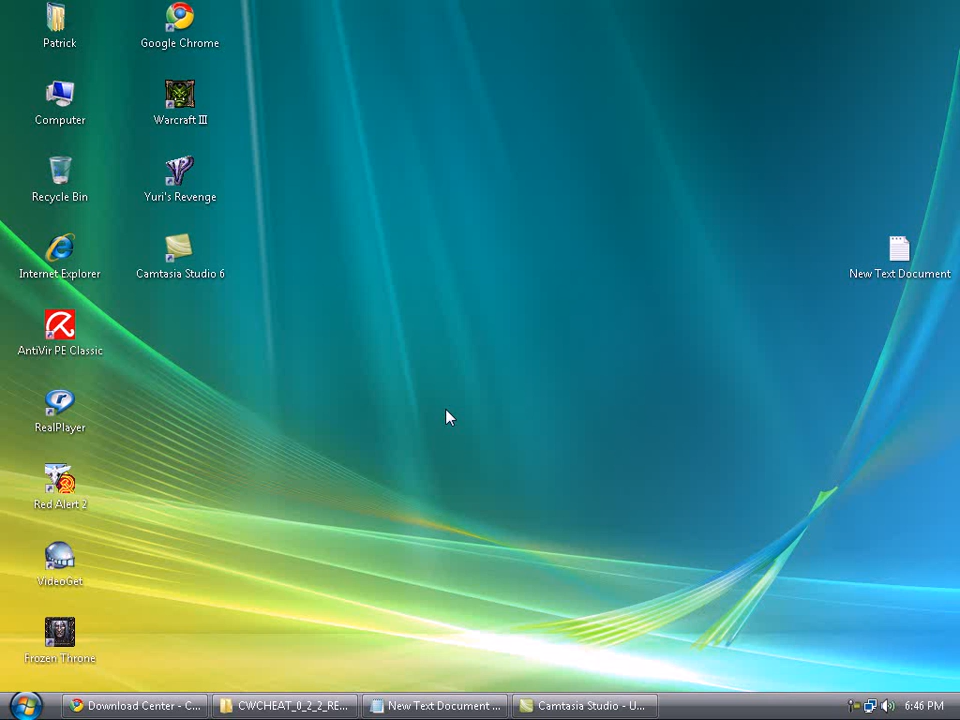 Patrick
Google Chrome
Computer
Warcraft III
Recycle Bin
Yuri's Revenge
Internet Explorer
Camtasia Studio 6
New Text Document
AntiVir PE Classic
RealPlayer
Red Alert 2
VideoGet
Frozen Throne
Download Center - C...
CWCHEAT_0_2_2_RE...
New Text Document ...
Camtasia Studio - U...
6:46 PM